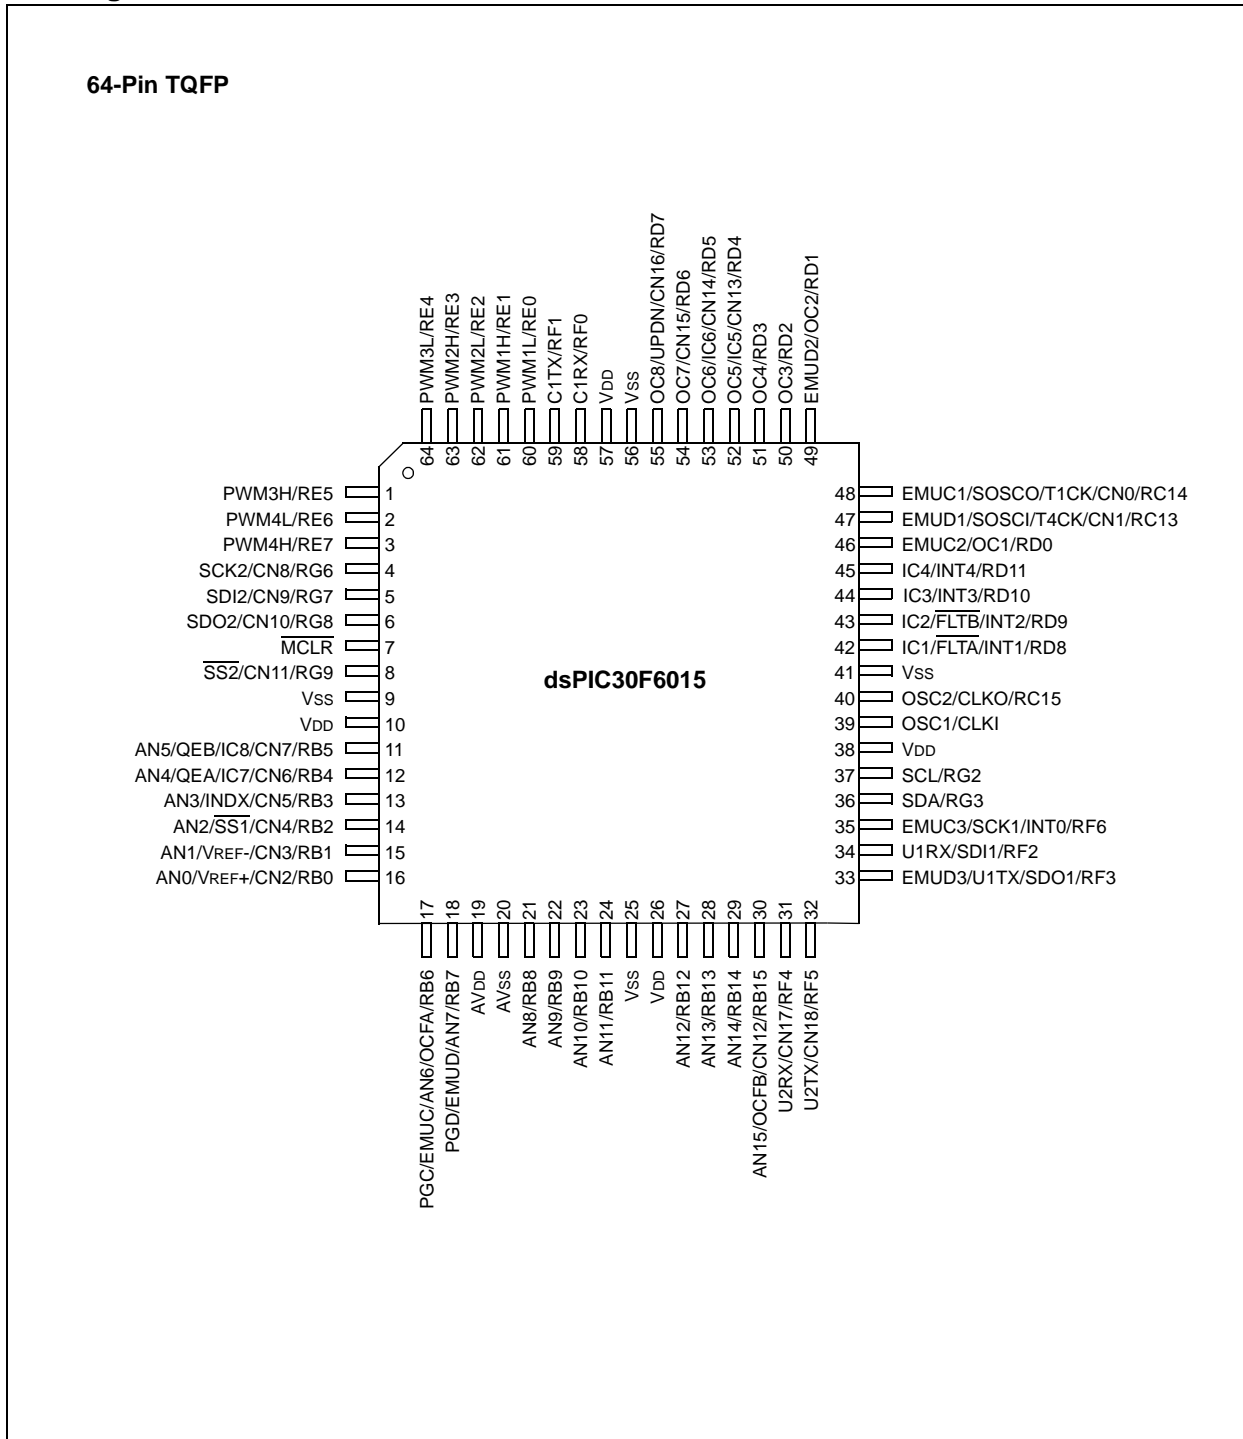 64-Pin TQFP
PWM3L/RE4
PWM2H/RE3
PWM2L/RE2
PWM1H/RE1
PWM1L/RE0
C1TX/RF1
C1RX/RF0
VDD
VSS
OC8/UPDN/CN16/RD7
OC7/CN15/RD6
OC6/IC6/CN14/RD5
OC5/IC5/CN13/RD4
OC4/RD3
OC3/RD2
EMUD2/OC2/RD1
64 63 62 61 60 59 58 57 56 55 54 53 52 51 50 49
PWM3H/RE5 1
PWM4L/RE6 2
PWM4H/RE7 3
SCK2/CN8/RG6 4
SDI2/CN9/RG7 5
SDO2/CN10/RG8 6
MCLR 7
SS2/CN11/RG9 8
VSS 9
VDD 10
AN5/QEB/IC8/CN7/RB5 11
AN4/QEA/IC7/CN6/RB4 12
AN3/INDX/CN5/RB3 13
AN2/SS1/CN4/RB2 14
AN1/VREF-/CN3/RB1 15
AN0/VREF+/CN2/RB0 16
dsPIC30F6015
48 EMUC1/SOSCO/T1CK/CN0/RC14
47 EMUD1/SOSCI/T4CK/CN1/RC13
46 EMUC2/OC1/RD0
45 IC4/INT4/RD11
44 IC3/INT3/RD10
43 IC2/FLTB/INT2/RD9
42 IC1/FLTA/INT1/RD8
41 VSS
40 OSC2/CLKO/RC15
39 OSC1/CLKI
38 VDD
37 SCL/RG2
36 SDA/RG3
35 EMUC3/SCK1/INT0/RF6
34 U1RX/SDI1/RF2
33 EMUD3/U1TX/SDO1/RF3
17 18 19 20 21 22 23 24 25 26 27 28 29 30 31 32
PGC/EMUC/AN6/OCFA/RB6
PGD/EMUD/AN7/RB7
AVDD
AVSS
AN8/RB8
AN9/RB9
AN10/RB10
AN11/RB11
VSS
VDD
AN12/RB12
AN13/RB13
AN14/RB14
AN15/OCFB/CN12/RB15
U2RX/CN17/RF4
U2TX/CN18/RF5